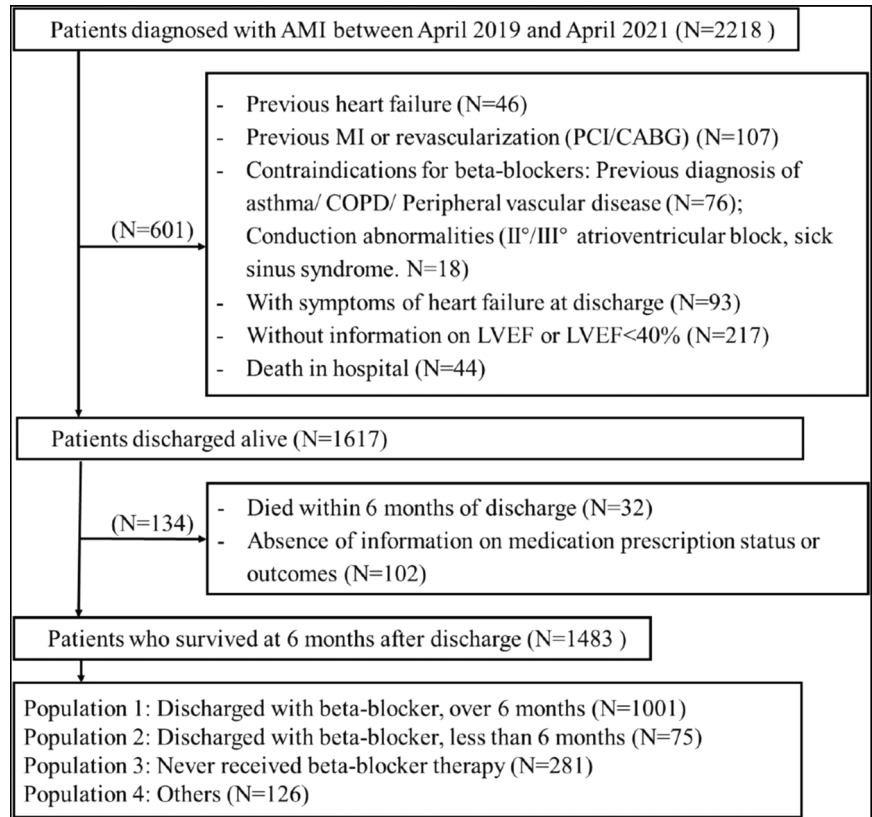 Patients diagnosed with AMI between April 2019 and April 2021 (N=2218 )
- Previous heart failure (N=46)
- Previous MI or revascularization (PCI/CABG) (N=107)
- Contraindications for beta-blockers: Previous diagnosis of
asthma/ COPD/ Peripheral vascular disease (N=76);
Conduction abnormalities (II°/III° atrioventricular block, sick
sinus syndrome. N=18)
- With symptoms of heart failure at discharge (N=93)
- Without information on LVEF or LVEF<40% (N=217)
- Death in hospital (N=44)
(N=601)
Patients discharged alive (N=1617)
- Died within 6 months of discharge (N=32)
- Absence of information on medication prescription status or
outcomes (N=102)
(N=134)
Patients who survived at 6 months after discharge (N=1483 )
Population 1: Discharged with beta-blocker, over 6 months (N=1001)
Population 2: Discharged with beta-blocker, less than 6 months (N=75)
Population 3: Never received beta-blocker therapy (N=281)
Population 4: Others (N=126)